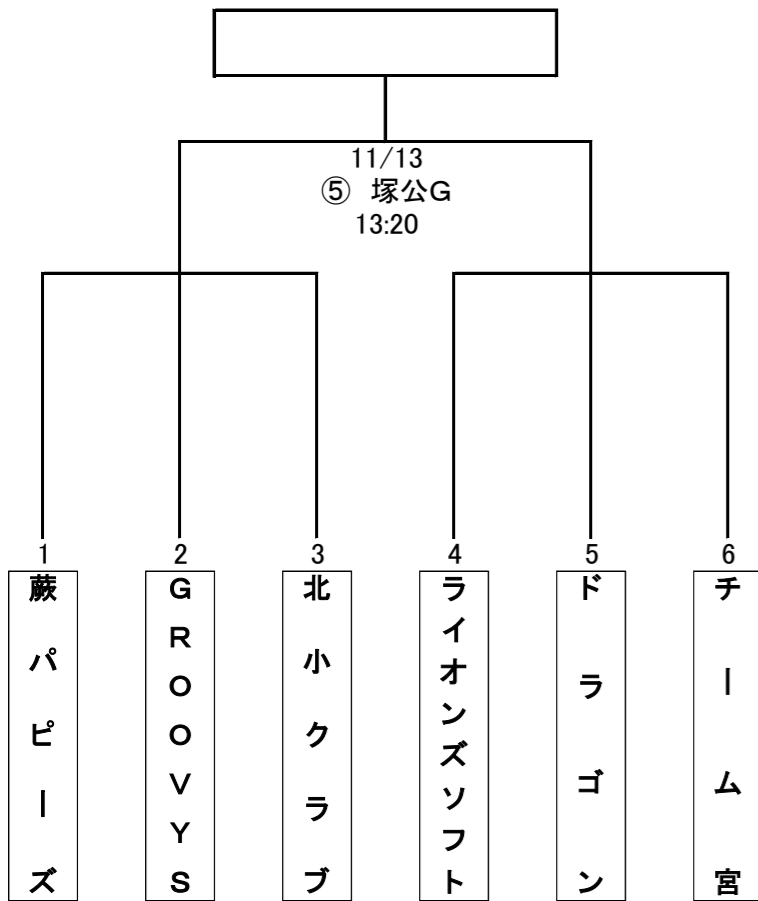 11/13
⑤ 塚公G
13:20
1
2
3
4
5
6
蕨パピーズ
GROOVYS
北小クラブ
ライオンズソフト
ドラゴン
チーム宮